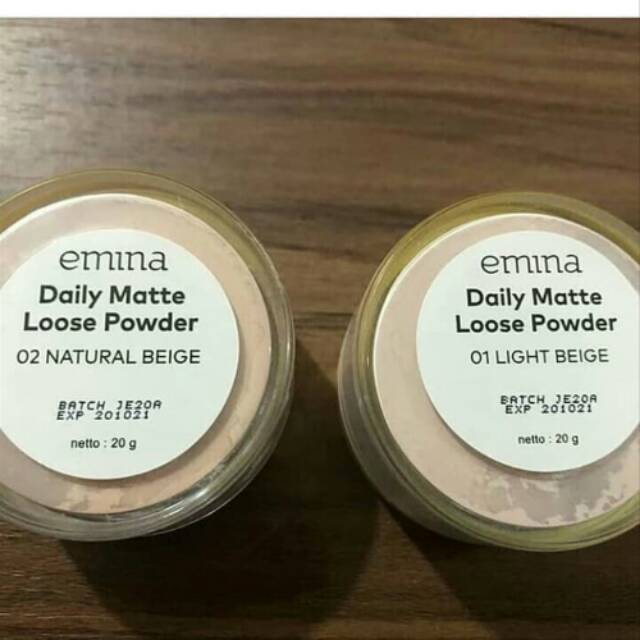 emina
Daily Matte
Loose Powder
02 NATURAL BEIGE
BATCH JE20A
EXP 201021
netto : 20 g
emina
Daily Matte
Loose Powder
01 LIGHT BEIGE
BATCH JE20A
EXP 201021
netto : 20 g